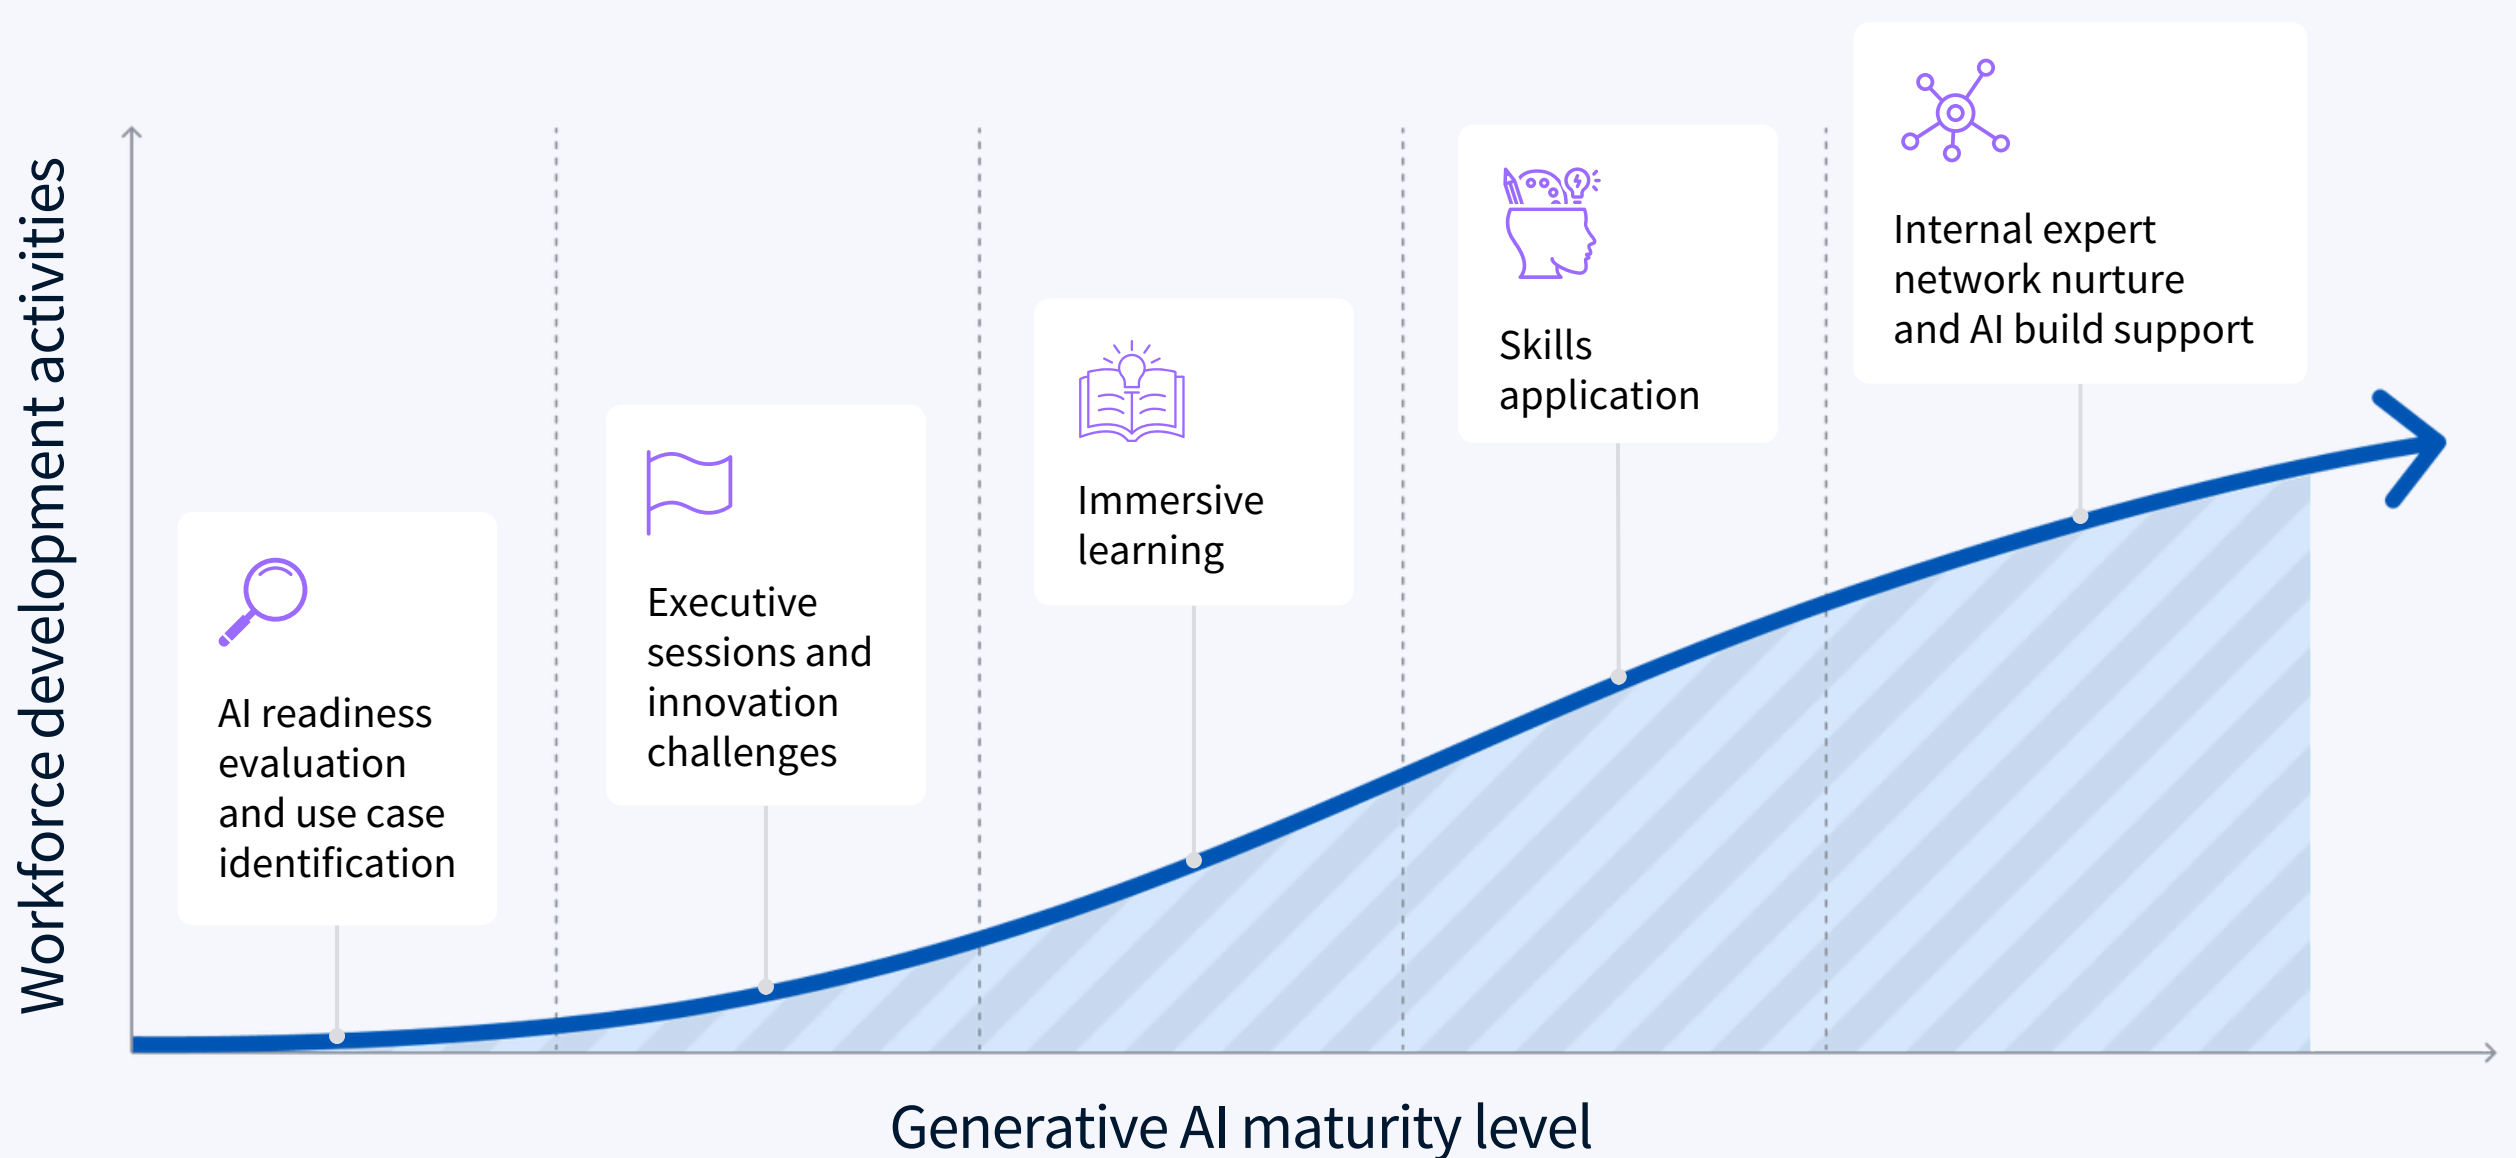 Workforce development activities
AI readiness
evaluation
and use case
identification
Executive
sessions and
innovation
challenges
Immersive
learning
Skills
application
Internal expert
network nurture
and AI build support
Generative AI maturity level